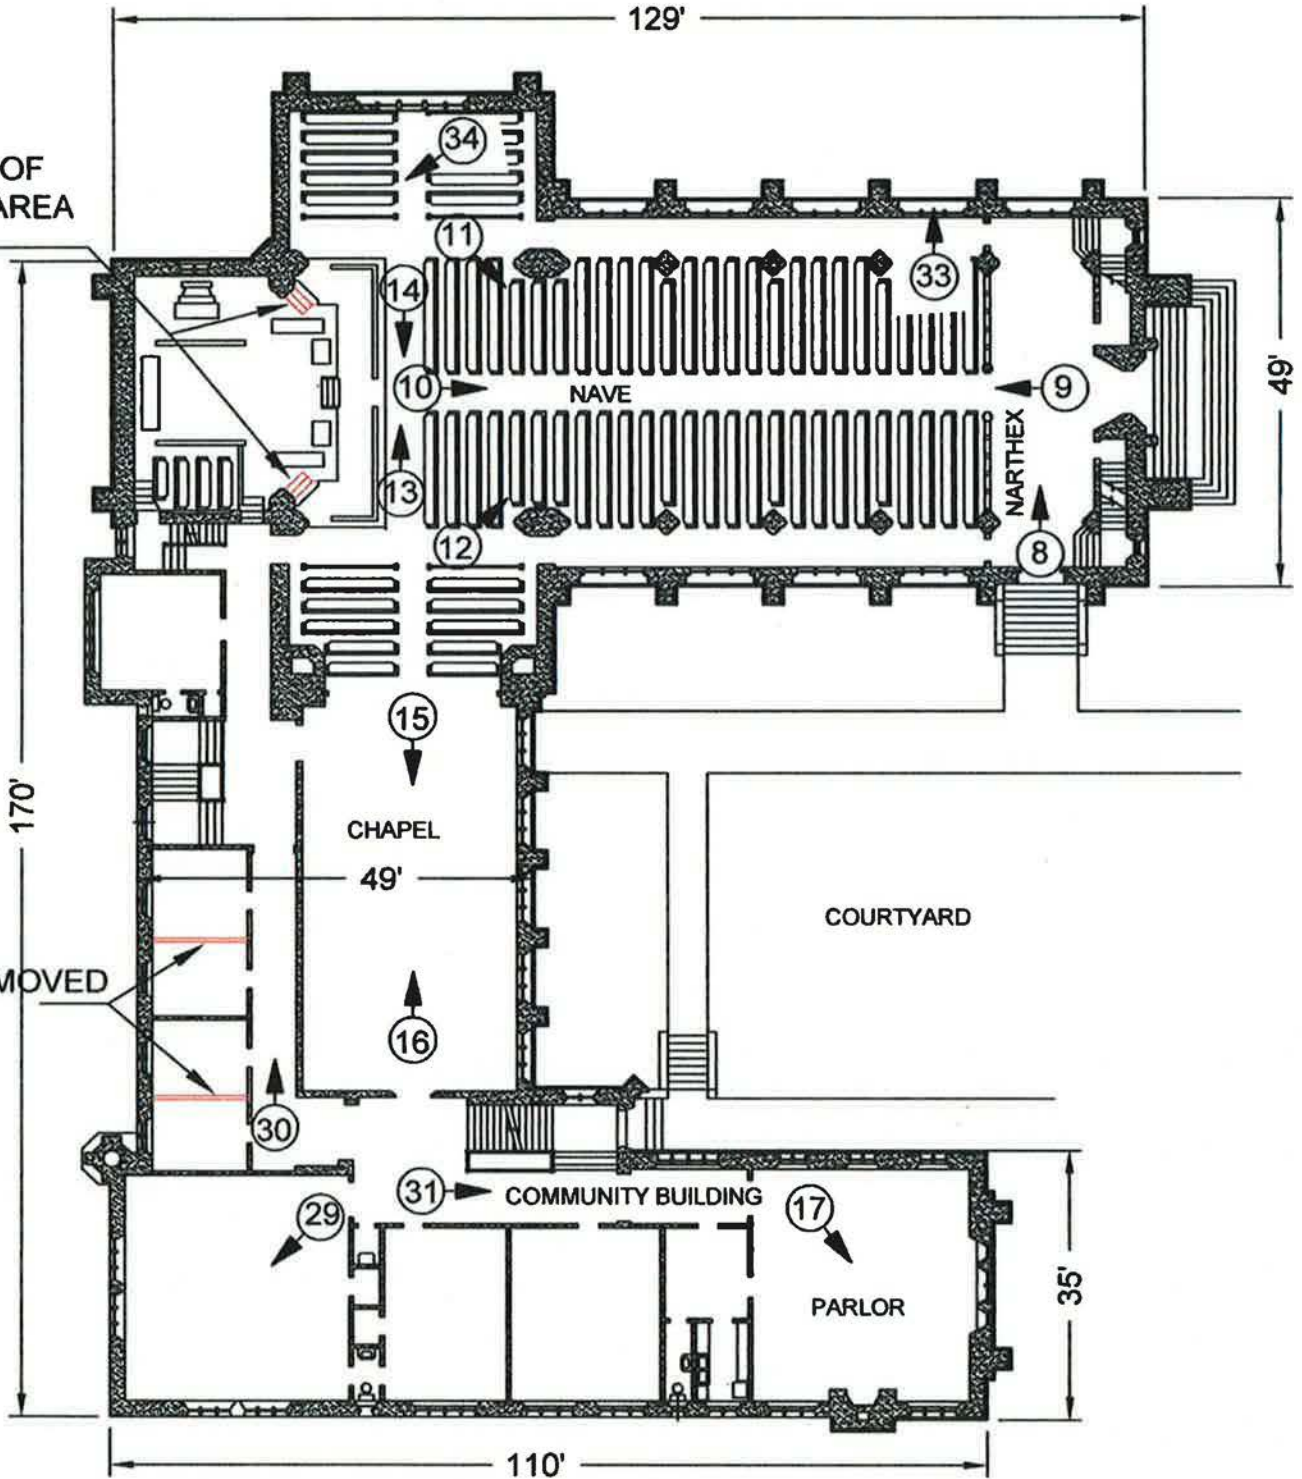 129'
34
OF
AREA
11
14
33
49'
10
NAVE
9
NARTHEX
13
12
8
15
170'
CHAPEL
49'
COURTYARD
MOVED
16
30
31
COMMUNITY BUILDING
17
29
35'
PARLOR
110'